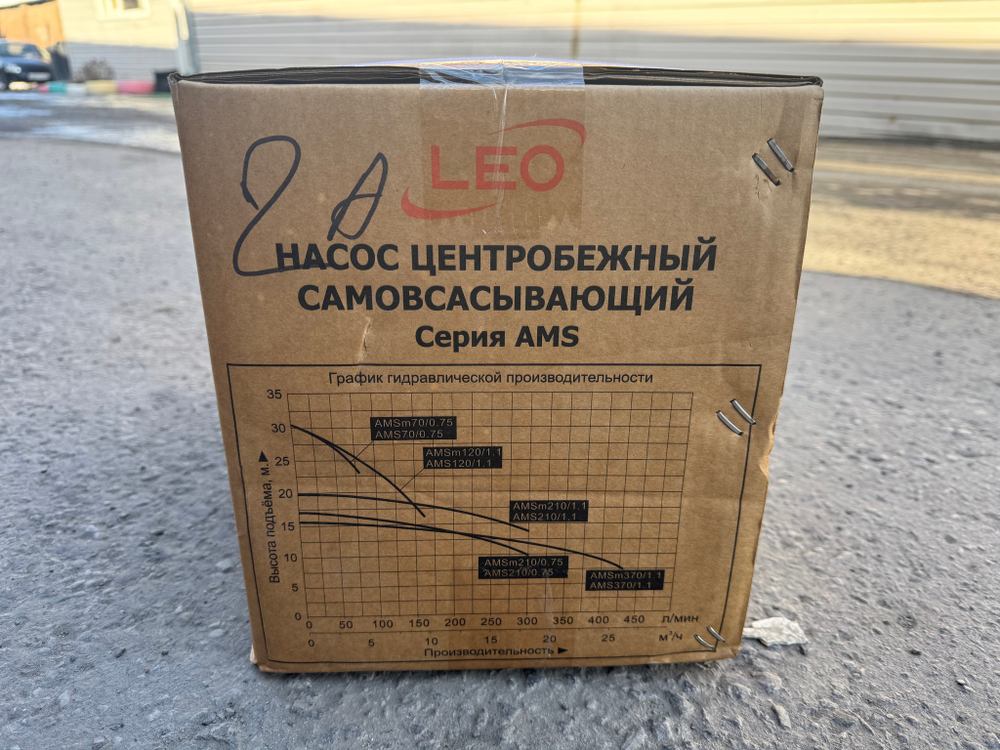 2А
LEO
НАСОС ЦЕНТРОБЕЖНЫЙ
САМОВСАСЫВАЮЩИЙ
Серия AMS
График гидравлической производительности
35
30
25
20
15
10
5
0
Высота подъёма, м.
AMSm70/0.75
AMS70/0.75
AMSm120/1.1
AMS120/1.1
AMSm210/1.1
AMS210/1.1
AMSm210/0.75
AMS210/0.75
AMSm370/1.1
AMS370/1.1
0 50 100 150 200 250 300 350 400 450 л/мин
0 5 10 15 20 25 м³/ч
Производительность